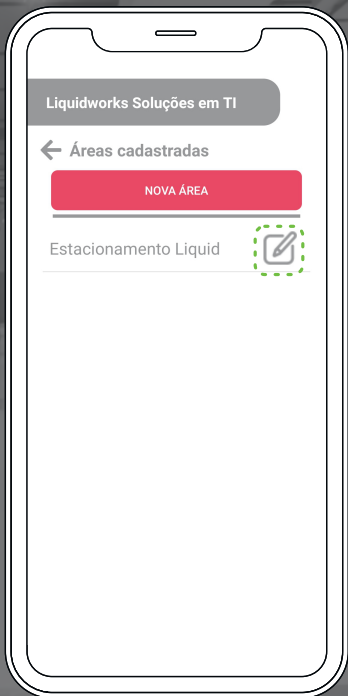 Liquidworks Soluções em TI
Áreas cadastradas
NOVA ÁREA
Estacionamento Liquid